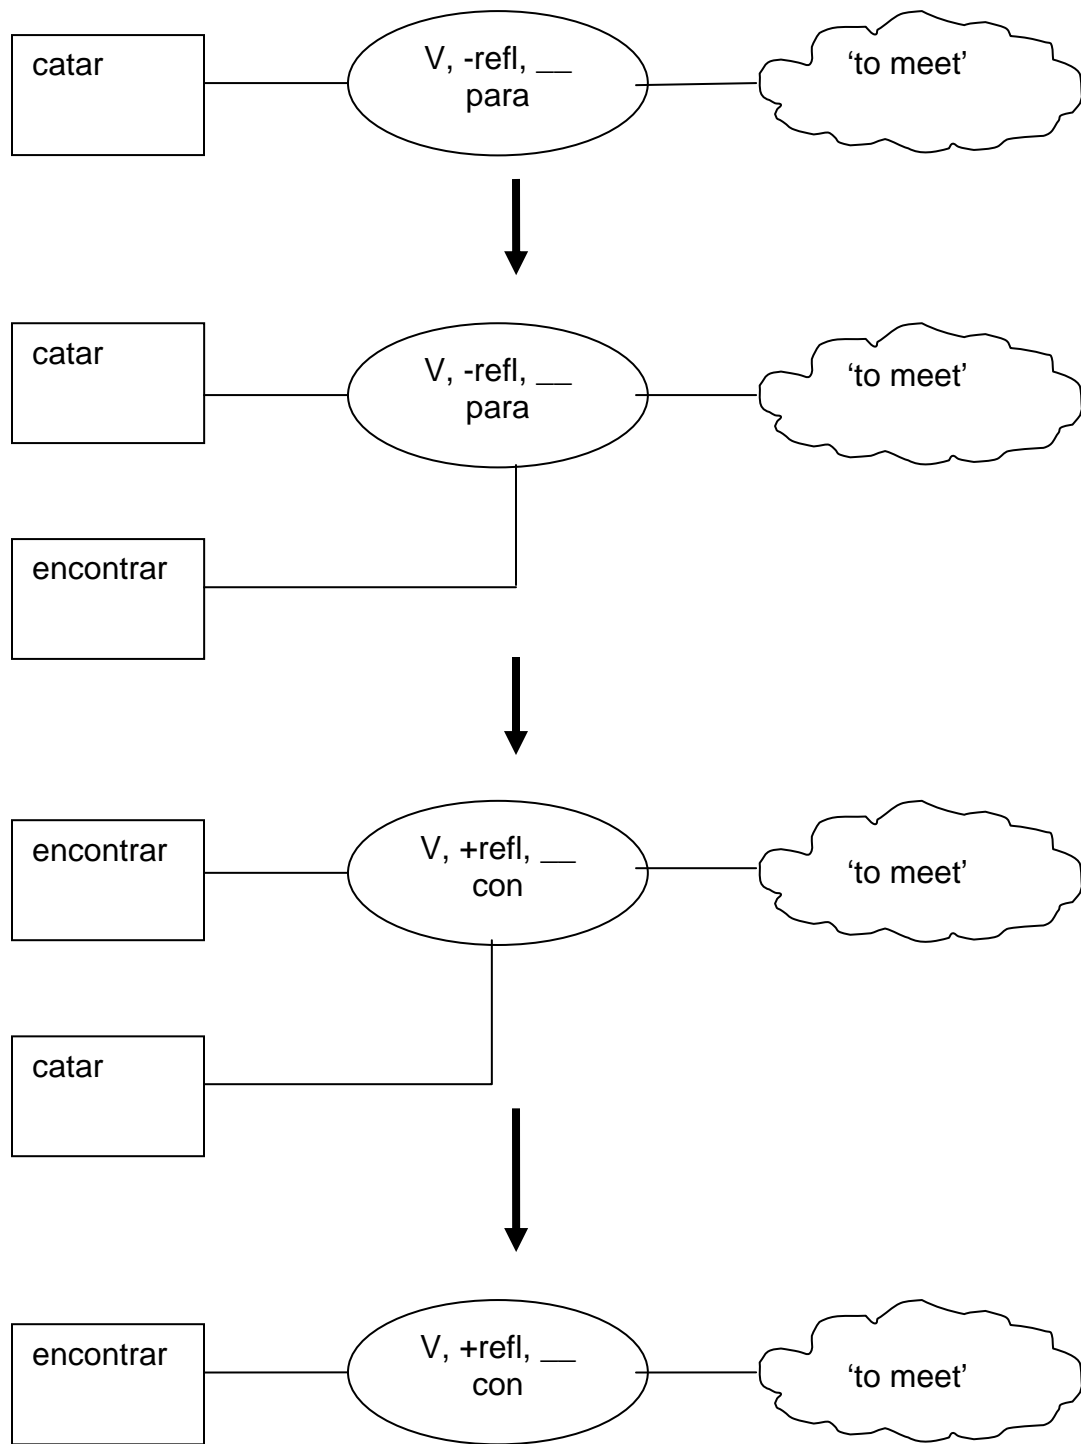 catar
V, -refl, __
para
‘to meet’
catar
V, -refl, __
para
‘to meet’
encontrar
encontrar
V, +refl, __
con
‘to meet’
catar
encontrar
V, +refl, __
con
‘to meet’